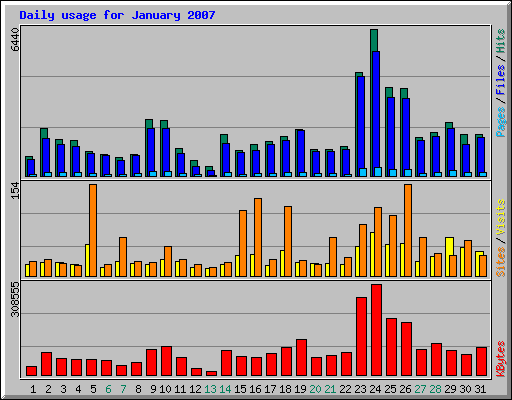 Daily usage for January 2007
6440
Pages / Files / Hits
154
Sites / Visits
308555
KBytes
1 2 3 4 5 6 7 8 9 10 11 12 13 14 15 16 17 18 19 20 21 22 23 24 25 26 27 28 29 30 31